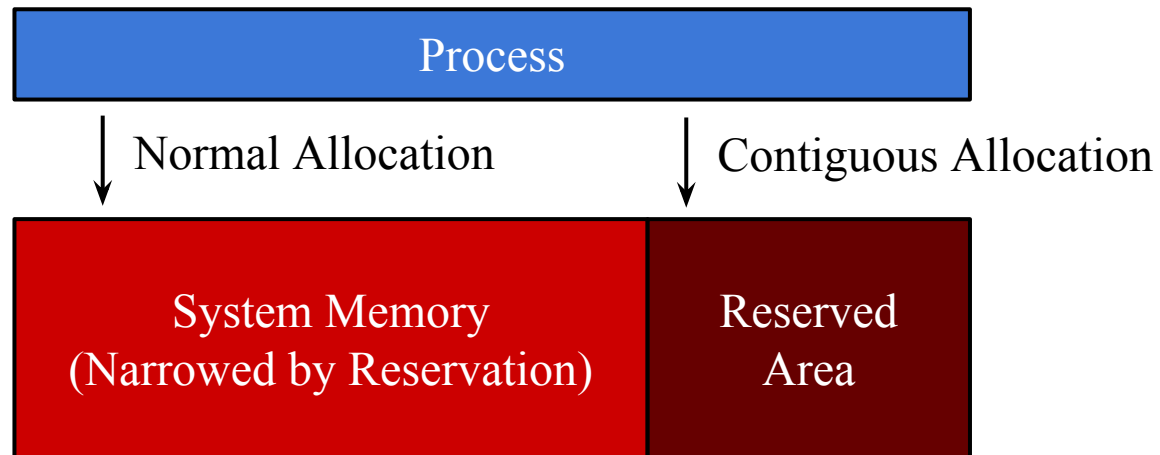 Process
Normal Allocation
Contiguous Allocation
System Memory
(Narrowed by Reservation)
Reserved
Area